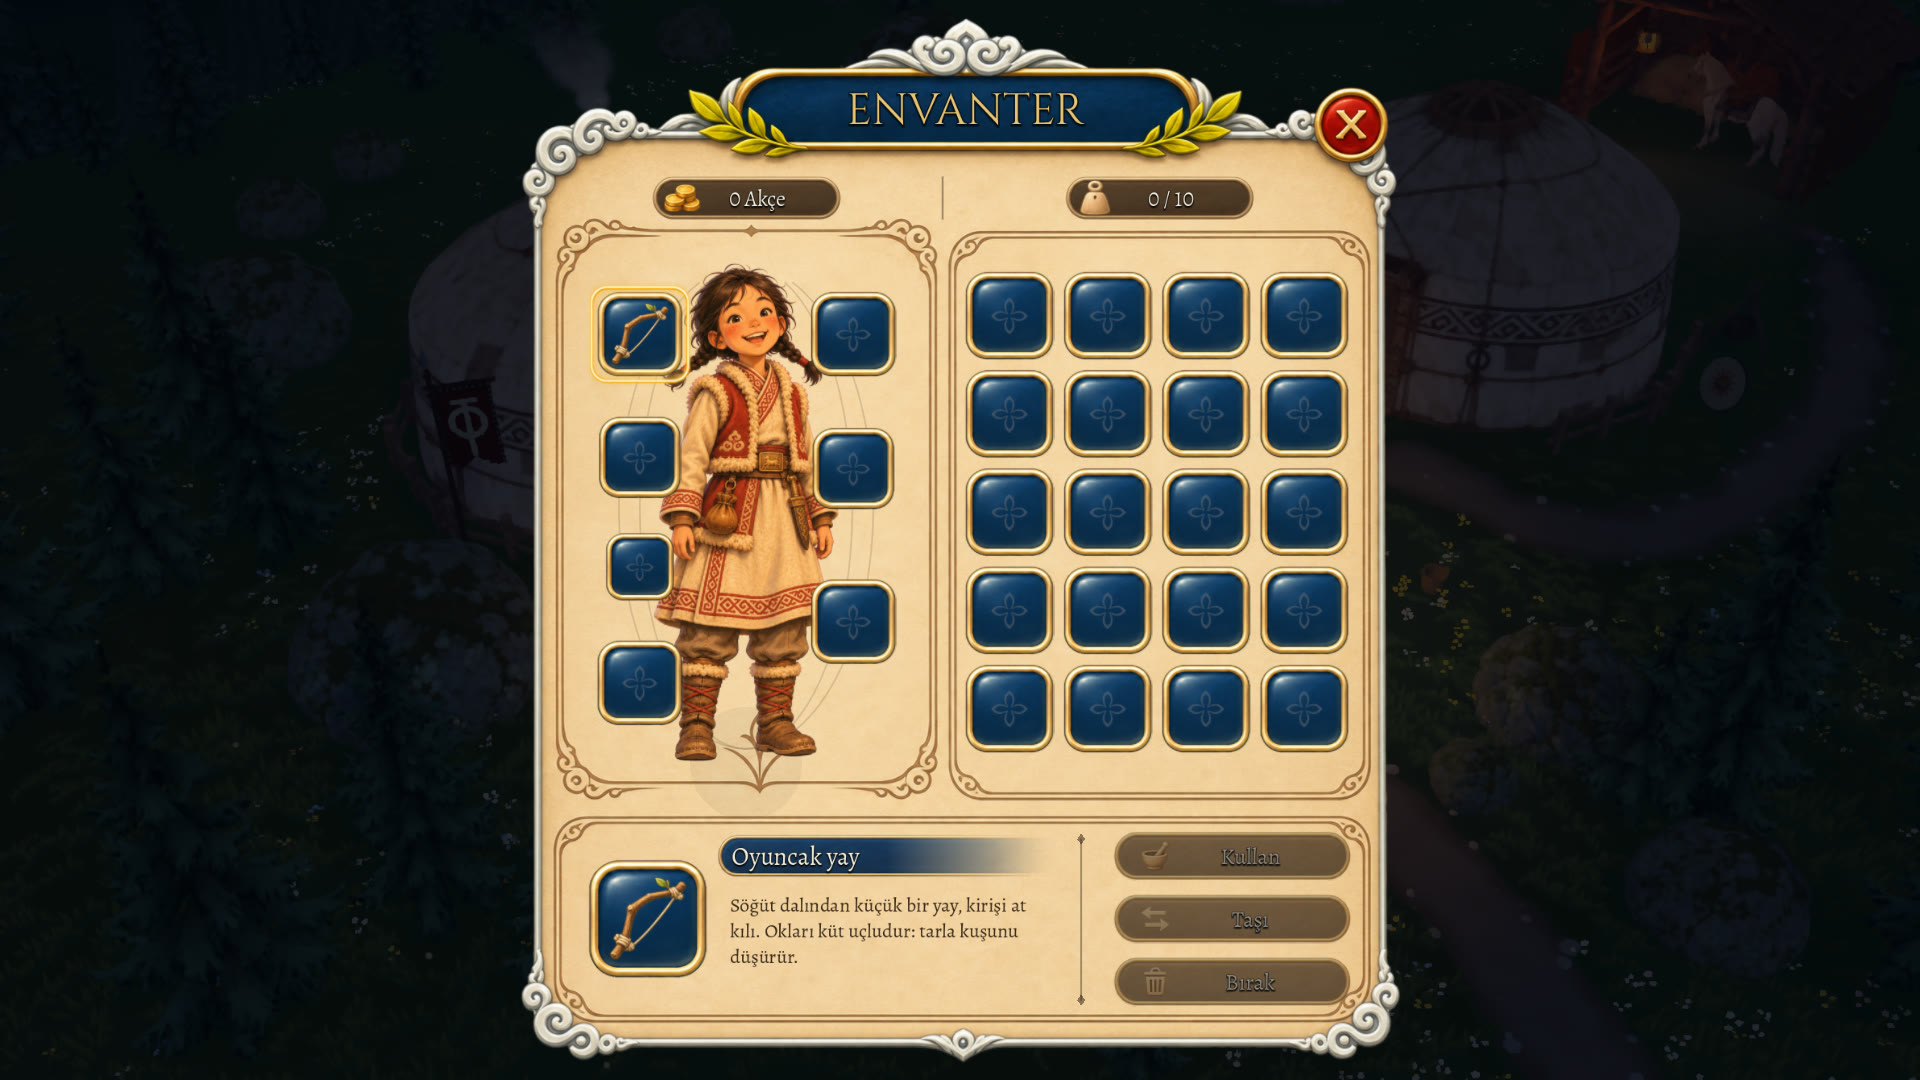 ENVANTER
0 Akçe
0 / 10
Oyuncak yay
Söğüt dalından küçük bir yay, kirişi at
kılı. Okları küt uçludur: tarla kuşunu
düşürür.
Kullan
Taşı
Bırak